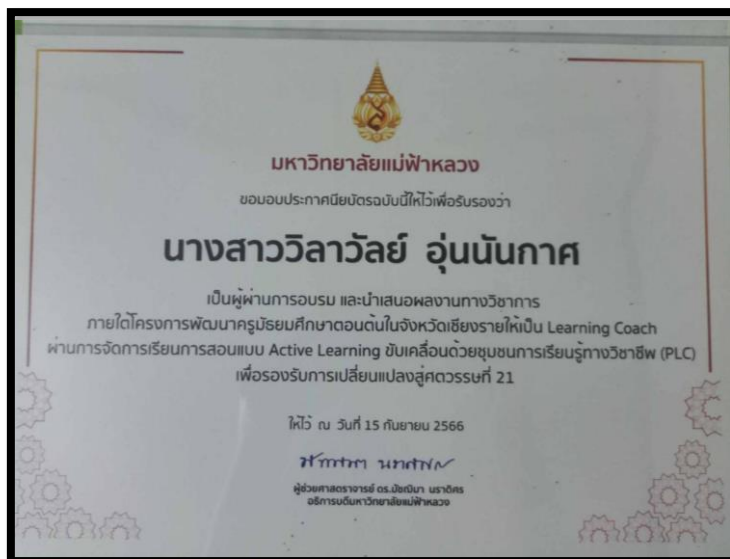 มหาวิทยาลัยแม่ฟ้าหลวง
ขอมอบประกาศนียบัตรฉบับนี้ให้ไว้เพื่อรับรองว่า
นางสาววิลาวัลย์ อุ่นนันกาศ
เป็นผู้ผ่านการอบรม และนำเสนอผลงานทางวิชาการ
ภายใต้โครงการพัฒนาครูมัธยมศึกษาตอนต้นในจังหวัดเชียงรายให้เป็น Learning Coach
ผ่านการจัดการเรียนการสอนแบบ Active Learning ขับเคลื่อนด้วยชุมชนการเรียนรู้ทางวิชาชีพ (PLC)
เพื่อรองรับการเปลี่ยนแปลงสู่ศตวรรษที่ 21
ให้ไว้ ณ วันที่ 15 กันยายน 2566
ผู้ช่วยศาสตราจารย์ ดร.มัชฌิมา นราดิศร
อธิการบดีมหาวิทยาลัยแม่ฟ้าหลวง